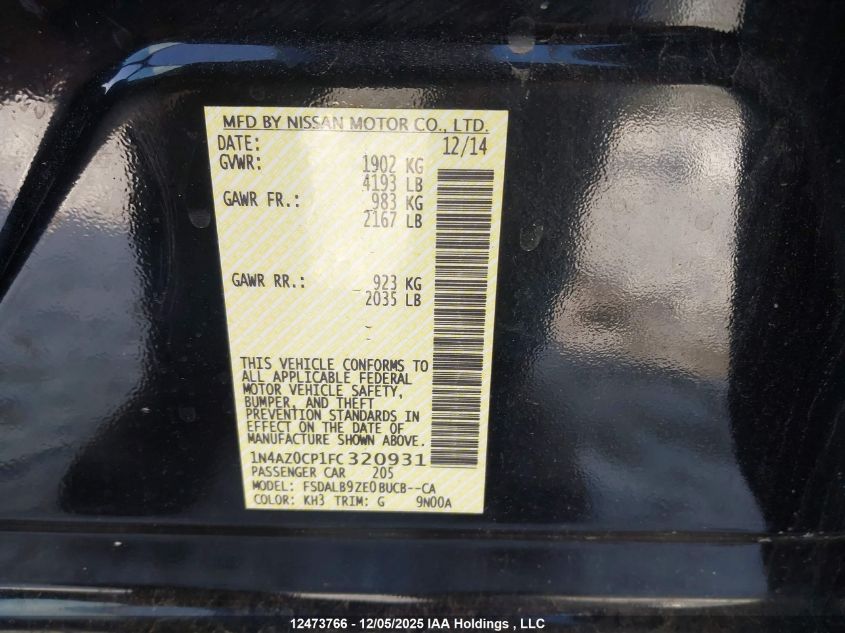 MFD BY NISSAN MOTOR CO., LTD.
DATE: 12/14
GVWR: 1902 KG
4193 LB
GAWR FR.: 983 KG
2167 LB
GAWR RR.: 923 KG
2035 LB
THIS VEHICLE CONFORMS TO
ALL APPLICABLE FEDERAL
MOTOR VEHICLE SAFETY,
BUMPER, AND THEFT
PREVENTION STANDARDS IN
EFFECT ON THE DATE OF
MANUFACTURE SHOWN ABOVE.
1N4AZ0CP1FC 320931
PASSENGER CAR 205
MODEL: FSDALB9ZE0BUCB--CA
COLOR: KH3 TRIM: G 9N00A
12473766 - 12/05/2025 IAA Holdings , LLC